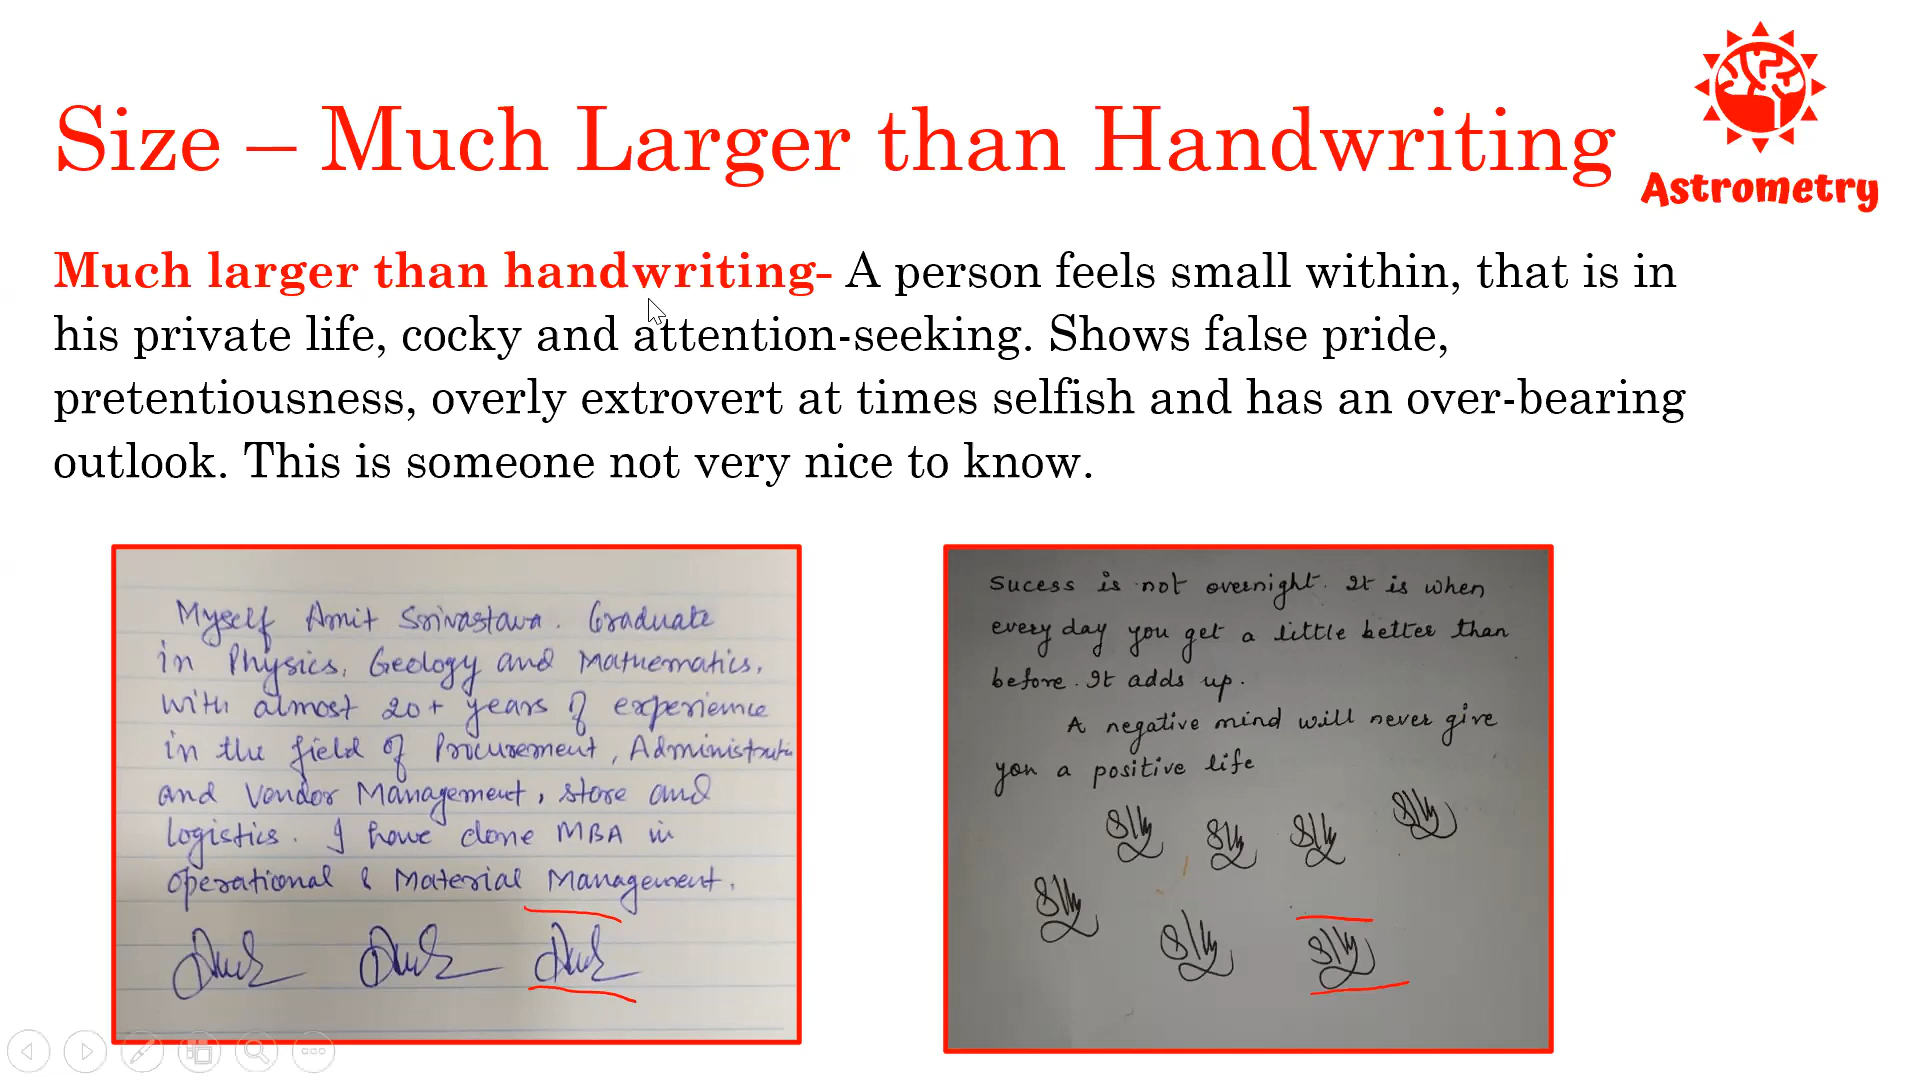 Size – Much Larger than Handwriting
Astrometry
Much larger than handwriting- A person feels small within, that is in
his private life, cocky and attention-seeking. Shows false pride,
pretentiousness, overly extrovert at times selfish and has an over-bearing
outlook. This is someone not very nice to know.
Myself Amit Srivastava. Graduate
in Physics, Geology and Mathematics,
with almost 20+ years of experience
in the field of Procurement, Administrati
and Vendor Management, store and
logistics. I have done MBA in
operational & Material Management.
Sucess is not overnight. It is when
every day you get a little better than
before. It adds up.
A negative mind will never give
you a positive life